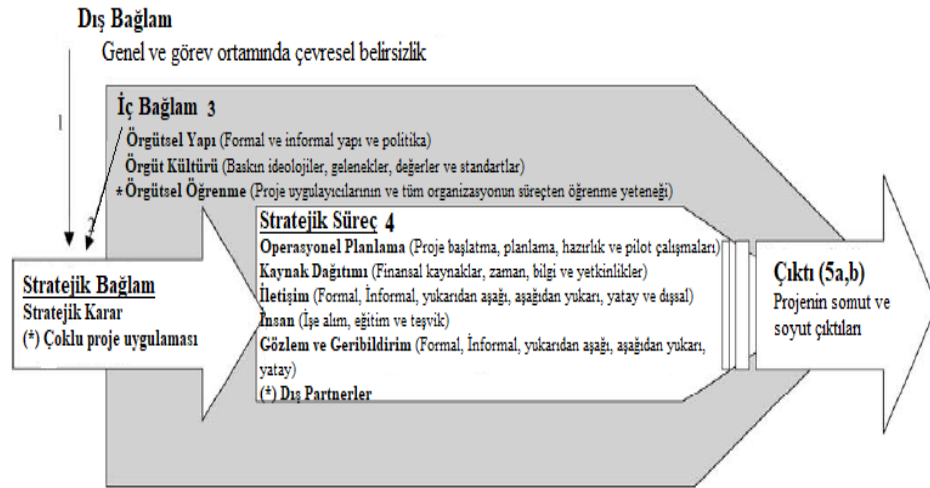 Dış Bağlam
Genel ve görev ortamında çevresel belirsizlik
1
İç Bağlam 3
Örgütsel Yapı (Formal ve informal yapı ve politika)
Örgüt Kültürü (Baskın ideolojiler, gelenekler, değerler ve standartlar)
* Örgütsel Öğrenme (Proje uygulayıcılarının ve tüm organizasyonun süreçten öğrenme yeteneği)
2
Stratejik Bağlam
Stratejik Karar
(*) Çoklu proje uygulaması
Stratejik Süreç 4
Operasyonel Planlama (Proje başlatma, planlama, hazırlık ve pilot çalışmaları)
Kaynak Dağıtımı (Finansal kaynaklar, zaman, bilgi ve yetkinlikler)
İletişim (Formal, İnformal, yukarıdan aşağı, aşağıdan yukarı, yatay ve dışsal)
İnsan (İşe alım, eğitim ve teşvik)
Gözlem ve Geribildirim (Formal, İnformal, yukarıdan aşağı, aşağıdan yukarı,
yatay)
(*) Dış Partnerler
Çıktı (5a,b)
Projenin somut ve
soyut çıktıları